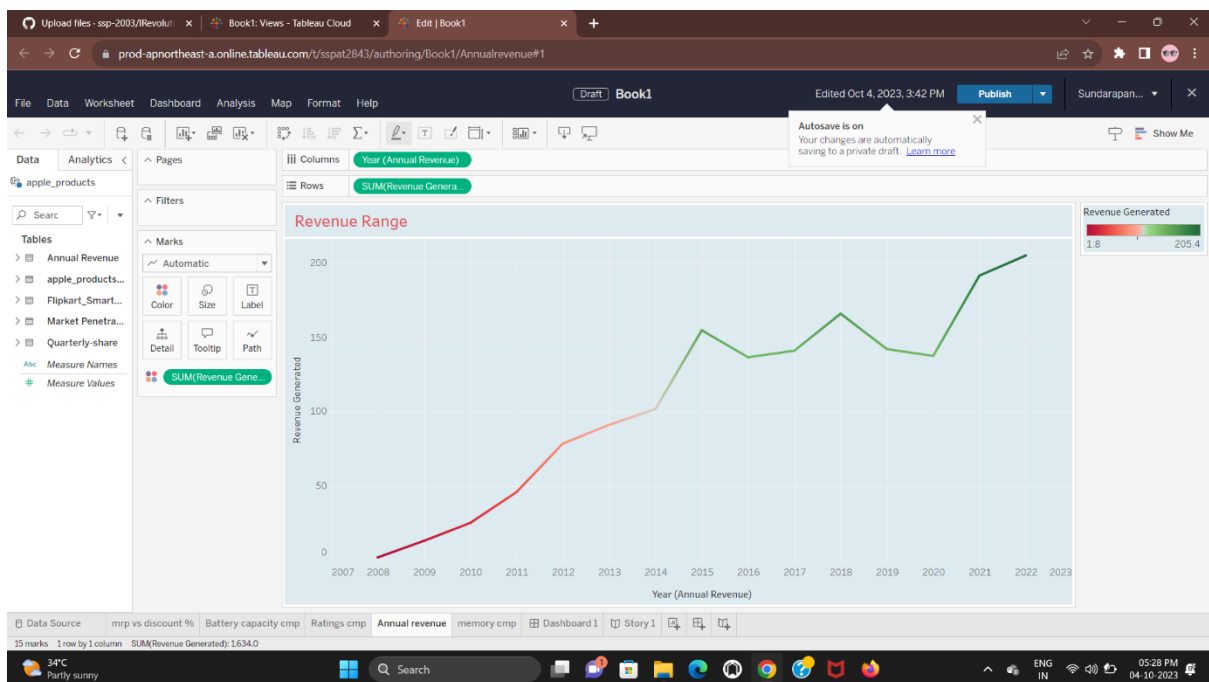 Upload files · ssp-2003/IRevoluti
Book1: Views - Tableau Cloud
Edit | Book1
prod-apnortheast-a.online.tableau.com/t/sspat2843/authoring/Book1/Annualrevenue#1
Draft Book1
Edited Oct 4, 2023, 3:42 PM
Publish
Sundarapan...
File Data Worksheet Dashboard Analysis Map Format Help
Autosave is on
Your changes are automatically
saving to a private draft. Learn more
Show Me
Data Analytics
Pages
Columns Year (Annual Revenue)
apple_products
Rows SUM(Revenue Genera...
Filters
Searc
Revenue Range
Revenue Generated
1.8 205.4
Tables
Annual Revenue
apple_products...
Flipkart_Smart...
Market Penetra...
Quarterly-share
Abc Measure Names
# Measure Values
Marks
Automatic
Color Size Label
Detail Tooltip Path
SUM(Revenue Gene...
Revenue Generated
200
150
100
50
0
2007 2008 2009 2010 2011 2012 2013 2014 2015 2016 2017 2018 2019 2020 2021 2022 2023
Year (Annual Revenue)
Data Source mrp vs discount % Battery capacity cmp Ratings cmp Annual revenue memory cmp Dashboard 1 Story 1
15 marks 1 row by 1 column SUM(Revenue Generated): 1,634.0
34°C
Partly sunny
Search
ENG
IN
05:28 PM
04-10-2023